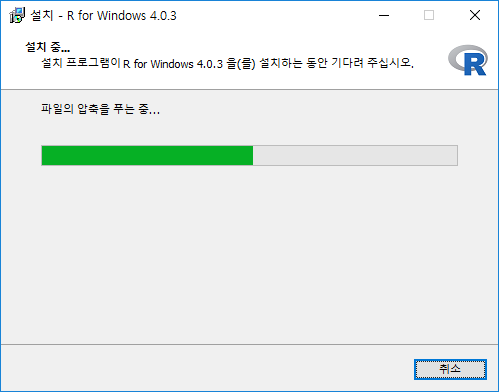 설치 - R for Windows 4.0.3
설치 중...
설치 프로그램이 R for Windows 4.0.3 을(를) 설치하는 동안 기다려 주십시오.
R
파일의 압축을 푸는 중...
취소